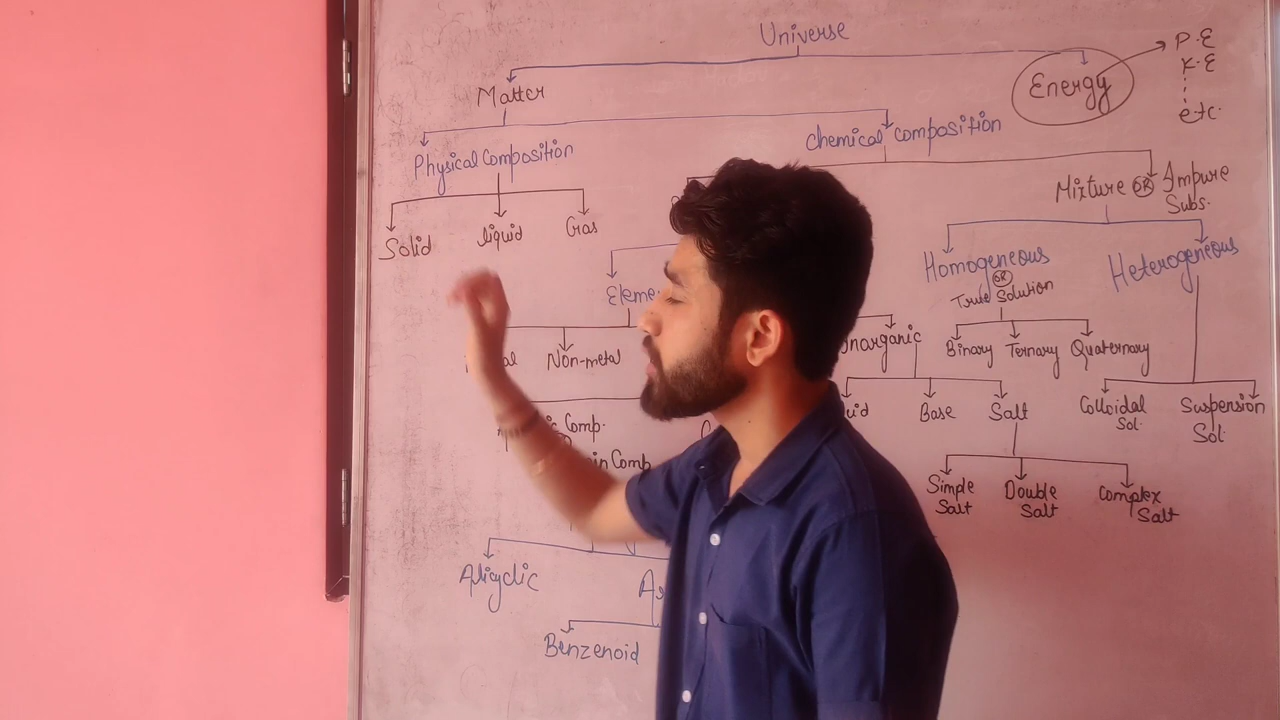 Universe
Matter
Energy
P.E
K.E
etc.
Physical Composition
Chemical composition
Mixture OR Impure
Subs.
Solid
liquid
Gas
Homogeneous
OR
True Solution
Heterogeneous
Non-metal
Inorganic
Binary
Ternary
Quaternary
Base
Salt
Colloidal
Sol.
Suspension
Sol.
Comp.
Comp
Simple
Salt
Double
Salt
Complex
Salt
Alicyclic
Benzenoid